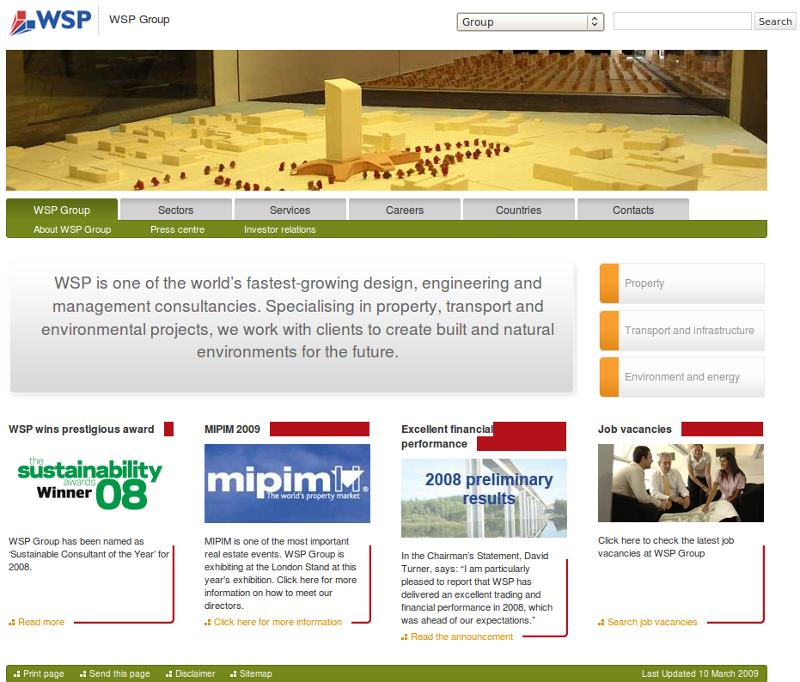 WSP
WSP Group
Group
Search
WSP Group
Sectors
Services
Careers
Countries
Contacts
About WSP Group
Press centre
Investor relations
WSP is one of the world’s fastest-growing design, engineering and
management consultancies. Specialising in property, transport and
environmental projects, we work with clients to create built and natural
environments for the future.
Property
Transport and infrastructure
Environment and energy
WSP wins prestigious award
the
sustainability
awards
Winner 08
WSP Group has been named as
‘Sustainable Consultant of the Year’ for
2008.
Read more
MIPIM 2009
mipim®
The world's property market
MIPIM is one of the most important
real estate events. WSP Group is
exhibiting at the London Stand at this
year’s exhibition. Click here for more
information on how to meet our
directors.
Click here for more information
Excellent financial
performance
2008 preliminary
results
In the Chairman’s Statement, David
Turner, says: “I am particularly
pleased to report that WSP has
delivered an excellent trading and
financial performance in 2008, which
was ahead of our expectations.”
Read the announcement
Job vacancies
Click here to check the latest job
vacancies at WSP Group
Search job vacancies
Print page
Send this page
Disclaimer
Sitemap
Last Updated 10 March 2009